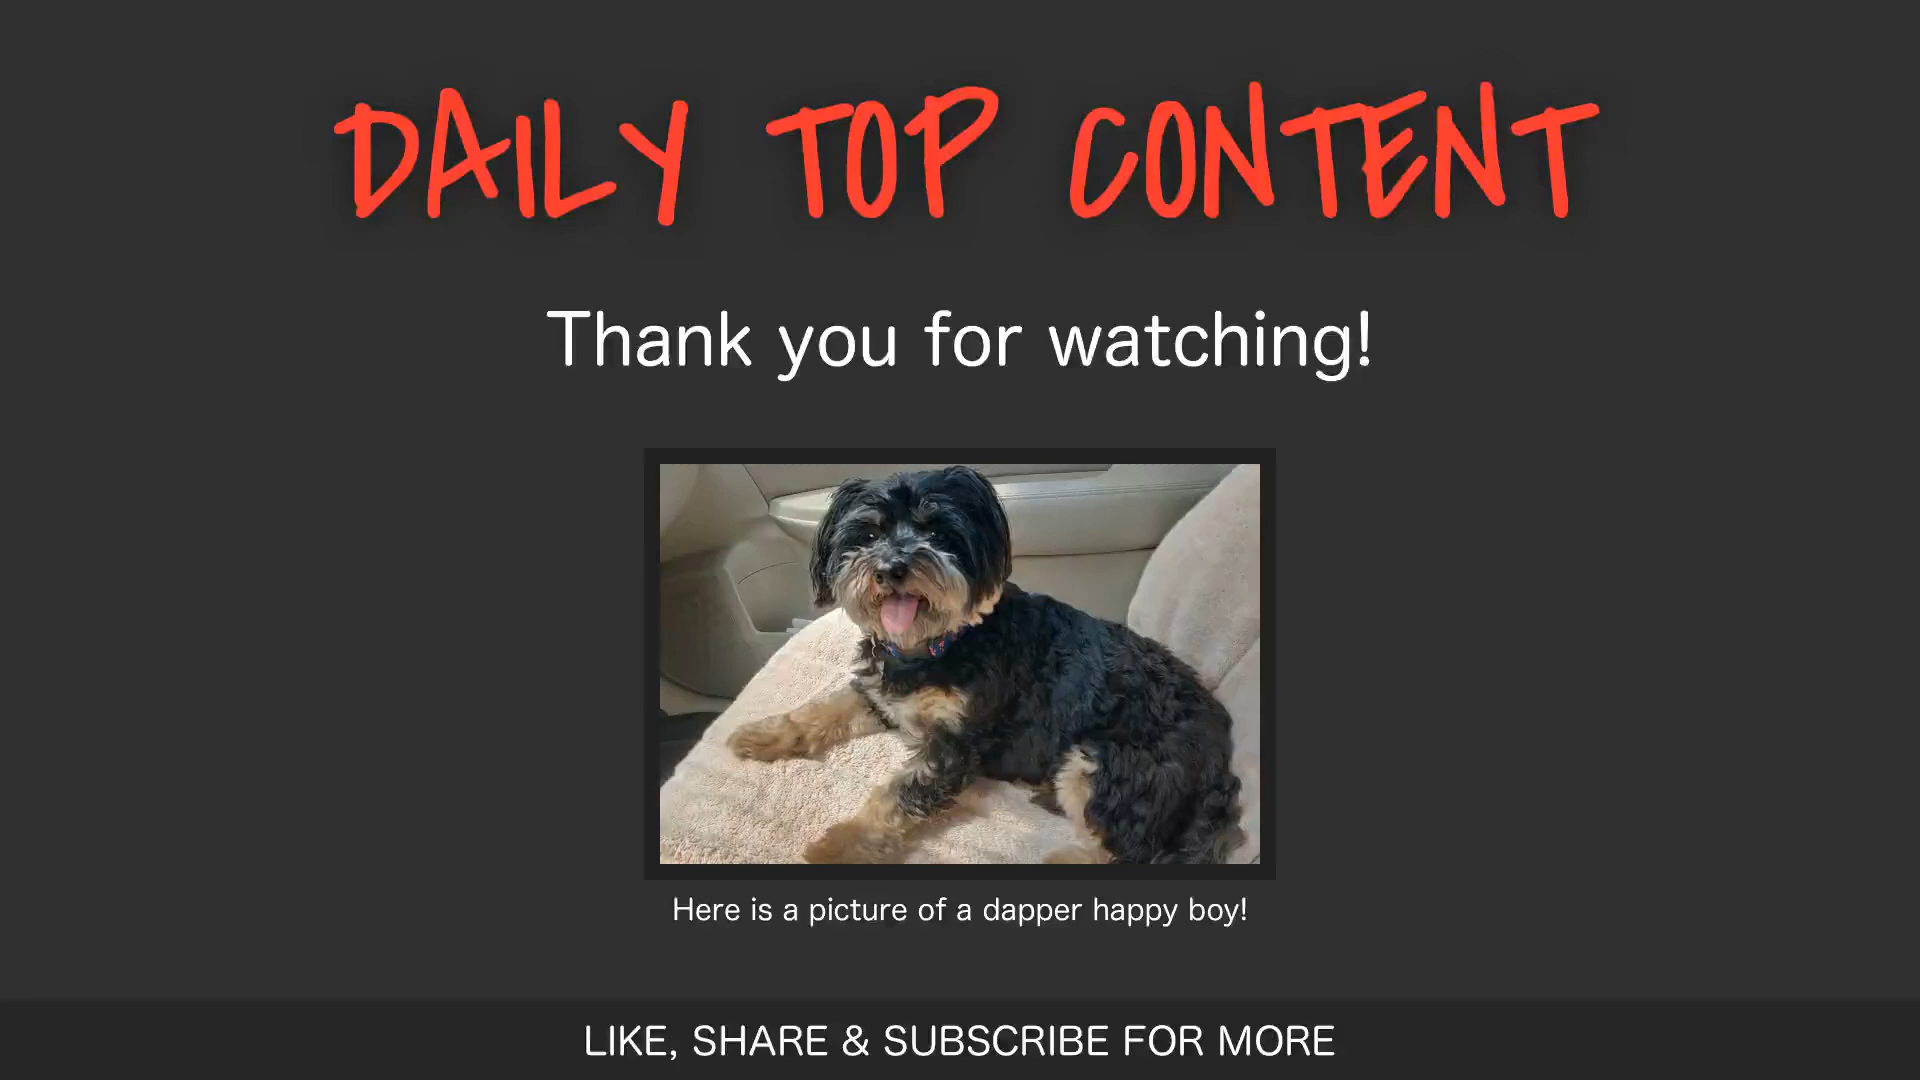 DAILY TOP CONTENT
Thank you for watching!
Here is a picture of a dapper happy boy!
LIKE, SHARE & SUBSCRIBE FOR MORE